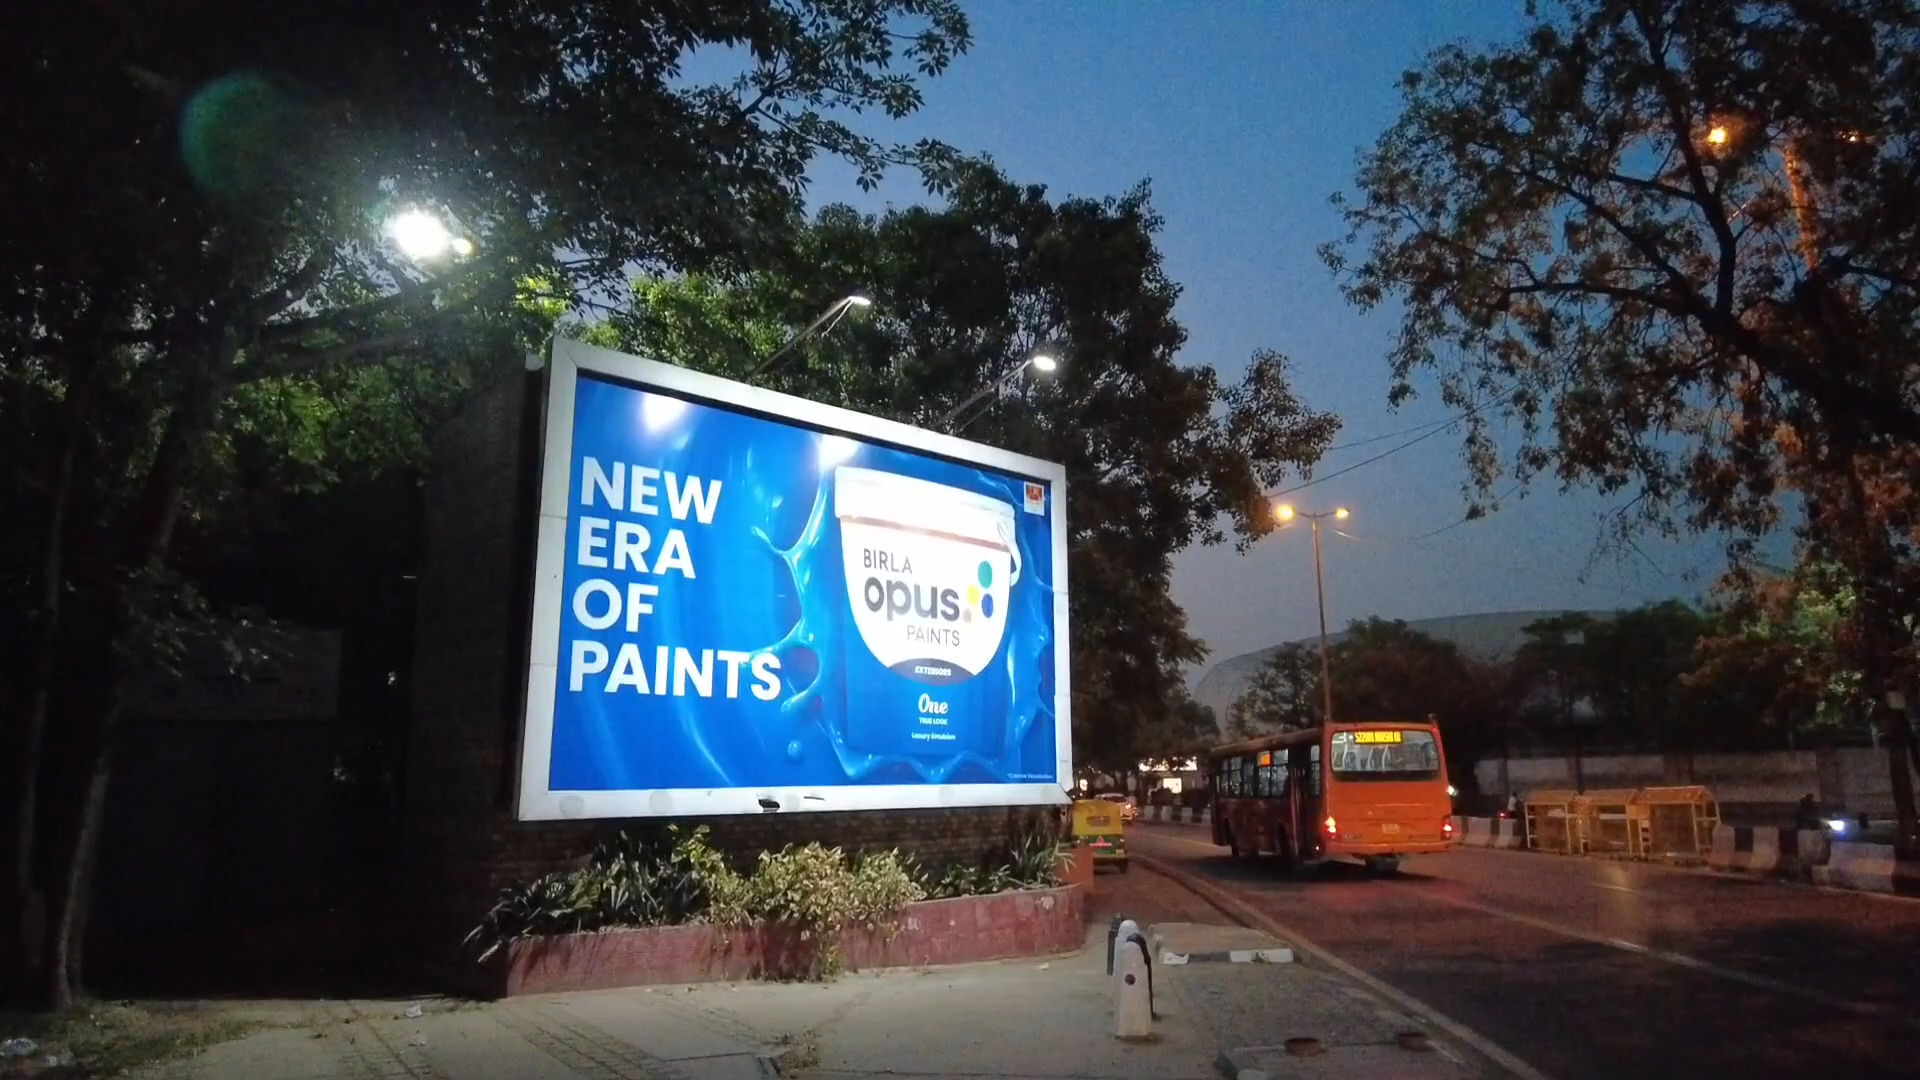 NEW
ERA
OF
PAINTS
BIRLA
opus
PAINTS
EXTERIORS
One
TRUE LOOK
Luxury Emulsion